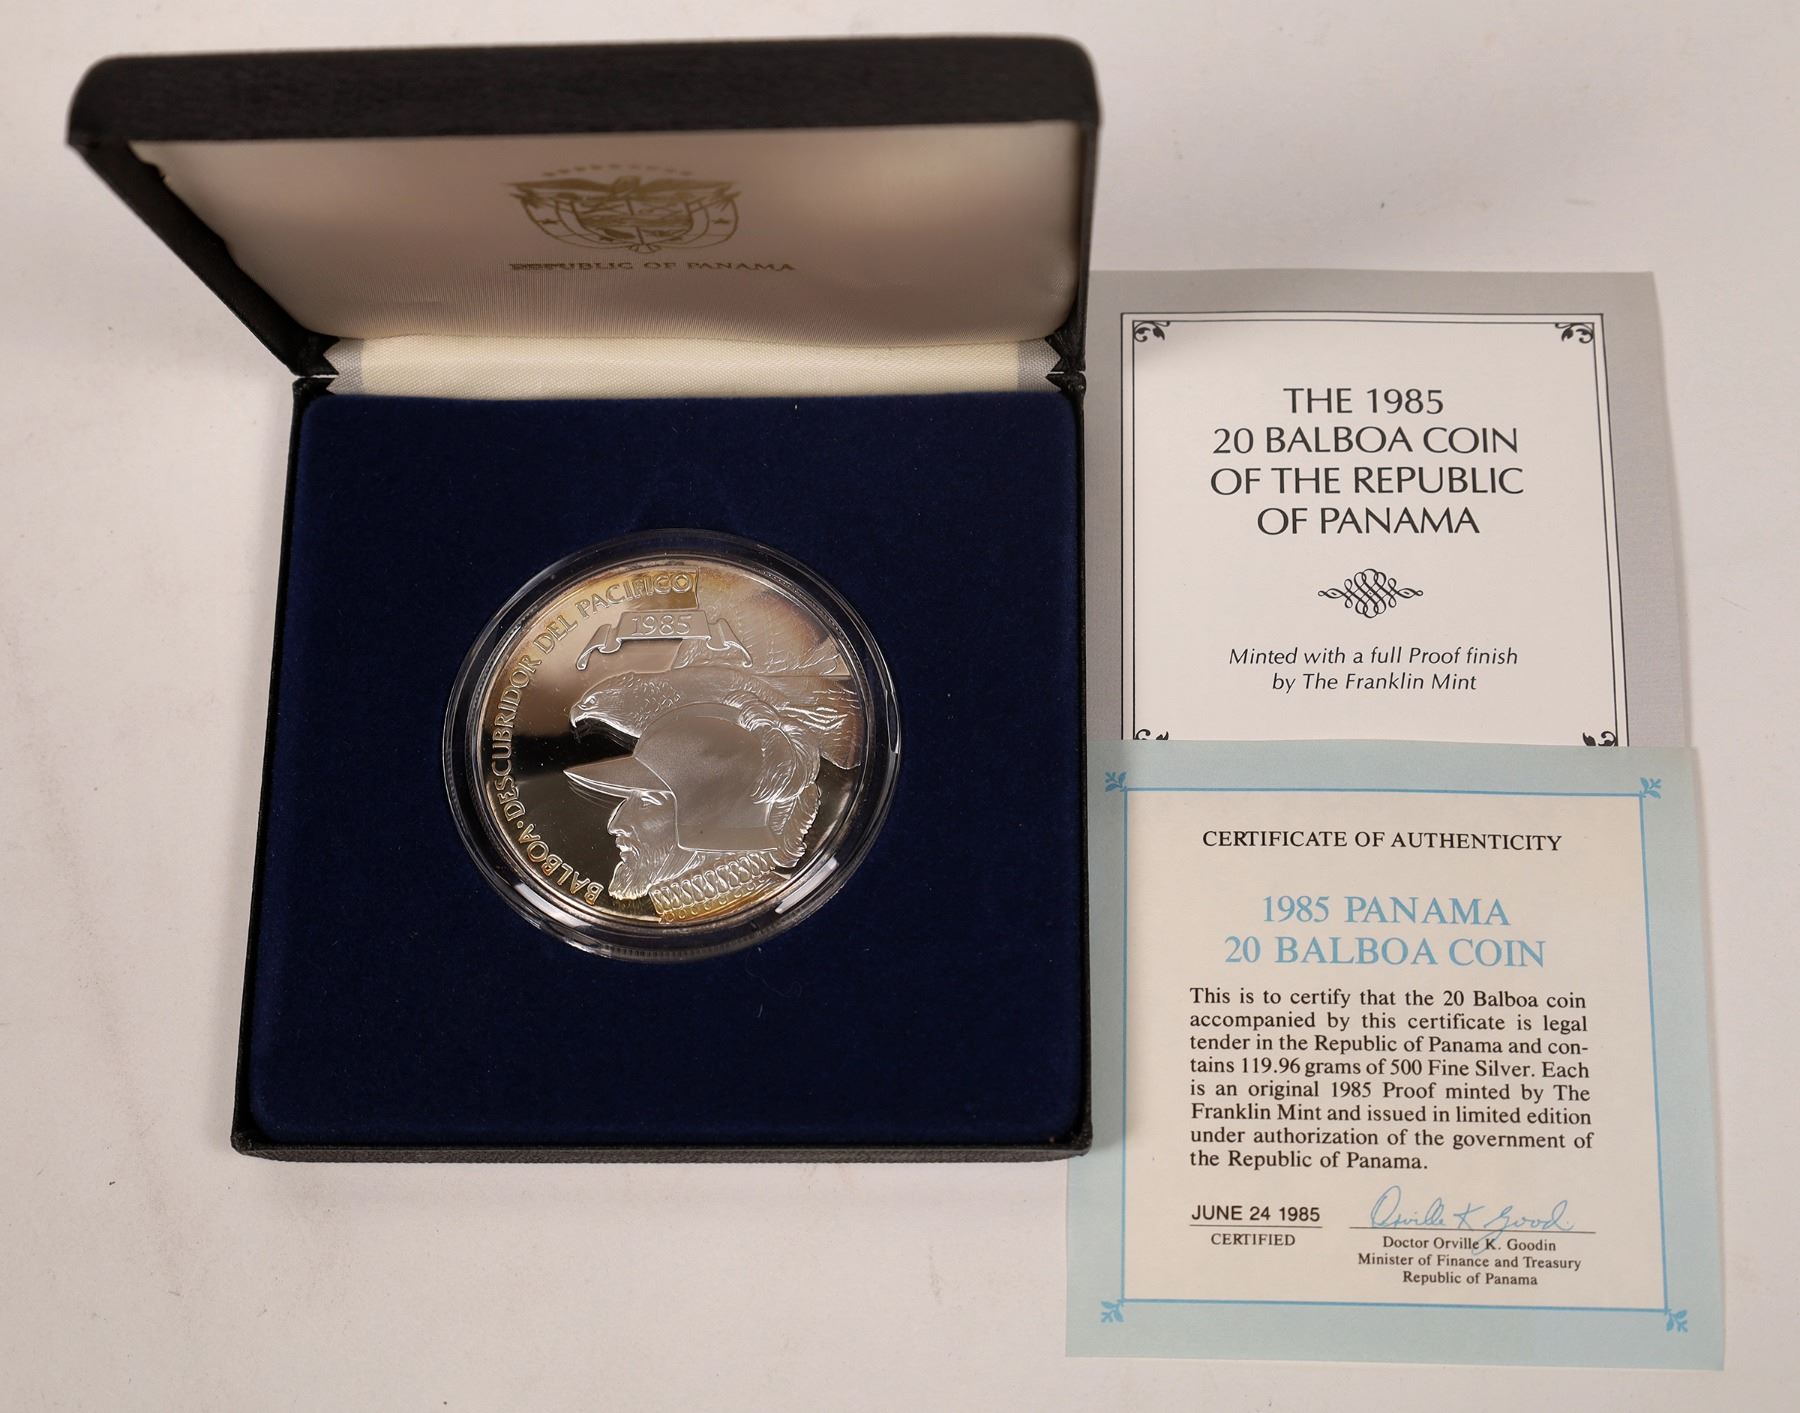 REPUBLIC OF PANAMA
BALBOA · DESCUBRIDOR DEL PACIFICO
1985
THE 1985
20 BALBOA COIN
OF THE REPUBLIC
OF PANAMA
Minted with a full Proof finish
by The Franklin Mint
CERTIFICATE OF AUTHENTICITY
1985 PANAMA
20 BALBOA COIN
This is to certify that the 20 Balboa coin
accompanied by this certificate is legal
tender in the Republic of Panama and con-
tains 119.96 grams of 500 Fine Silver. Each
is an original 1985 Proof minted by The
Franklin Mint and issued in limited edition
under authorization of the government of
the Republic of Panama.
JUNE 24 1985
CERTIFIED
Orville K. Goodin
Doctor Orville K. Goodin
Minister of Finance and Treasury
Republic of Panama